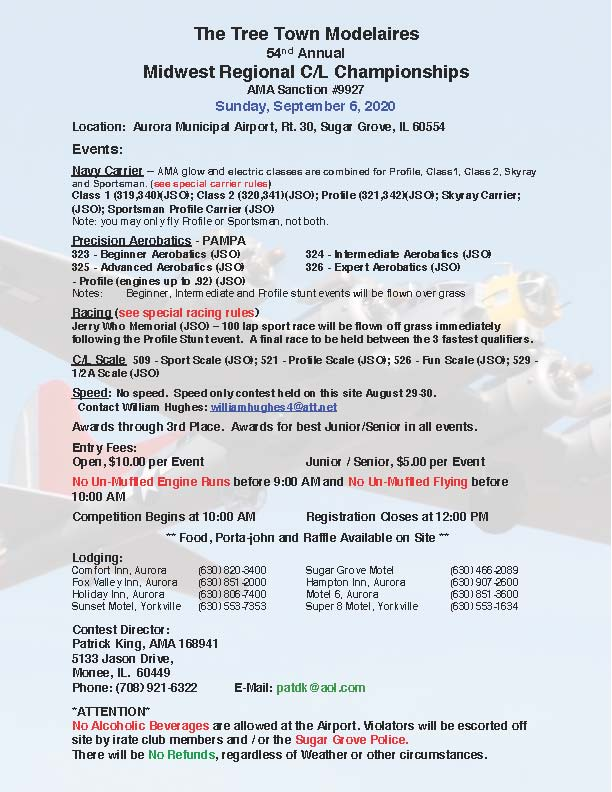 The Tree Town Modelaires
54nd Annual
Midwest Regional C/L Championships
AMA Sanction #9927
Sunday, September 6, 2020
Location: Aurora Municipal Airport, Rt. 30, Sugar Grove, IL 60554
Events:
Navy Carrier – AMA glow and electric classes are combined for Profile, Class1, Class 2, Skyray
and Sportsman. (see special carrier rules)
Class 1 (319,340)(JSO); Class 2 (320,341)(JSO); Profile (321,342)(JSO); Skyray Carrier;
(JSO); Sportsman Profile Carrier (JSO)
Note: you may only fly Profile or Sportsman, not both.
Precision Aerobatics - PAMPA
323 - Beginner Aerobatics (JSO) 324 - Intermediate Aerobatics (JSO)
325 - Advanced Aerobatics (JSO) 326 - Expert Aerobatics (JSO)
- Profile (engines up to .92) (JSO)
Notes: Beginner, Intermediate and Profile stunt events will be flown over grass
Racing (see special racing rules)
Jerry Who Memorial (JSO) – 100 lap sport race will be flown off grass immediately
following the Profile Stunt event. A final race to be held between the 3 fastest qualifiers.
C/L Scale 509 - Sport Scale (JSO); 521 - Profile Scale (JSO); 526 - Fun Scale (JSO); 529 -
1/2A Scale (JSO)
Speed: No speed. Speed only contest held on this site August 29-30.
Contact William Hughes: williamhughes4@att.net
Awards through 3rd Place. Awards for best Junior/Senior in all events.
Entry Fees:
Open, $10.00 per Event Junior / Senior, $5.00 per Event
No Un-Muffled Engine Runs before 9:00 AM and No Un-Muffled Flying before
10:00 AM
Competition Begins at 10:00 AM Registration Closes at 12:00 PM
** Food, Porta-john and Raffle Available on Site **
Lodging:
Comfort Inn, Aurora (630) 820-3400 Sugar Grove Motel (630) 466-2089
Fox Valley Inn, Aurora (630) 851-2000 Hampton Inn, Aurora (630) 907-2600
Holiday Inn, Aurora (630) 806-7400 Motel 6, Aurora (630) 851-3600
Sunset Motel, Yorkville (630) 553-7353 Super 8 Motel, Yorkville (630) 553-1634
Contest Director:
Patrick King, AMA 168941
5133 Jason Drive,
Monee, IL. 60449
Phone: (708) 921-6322 E-Mail: patdk@aol.com
*ATTENTION*
No Alcoholic Beverages are allowed at the Airport. Violators will be escorted off
site by irate club members and / or the Sugar Grove Police.
There will be No Refunds, regardless of Weather or other circumstances.